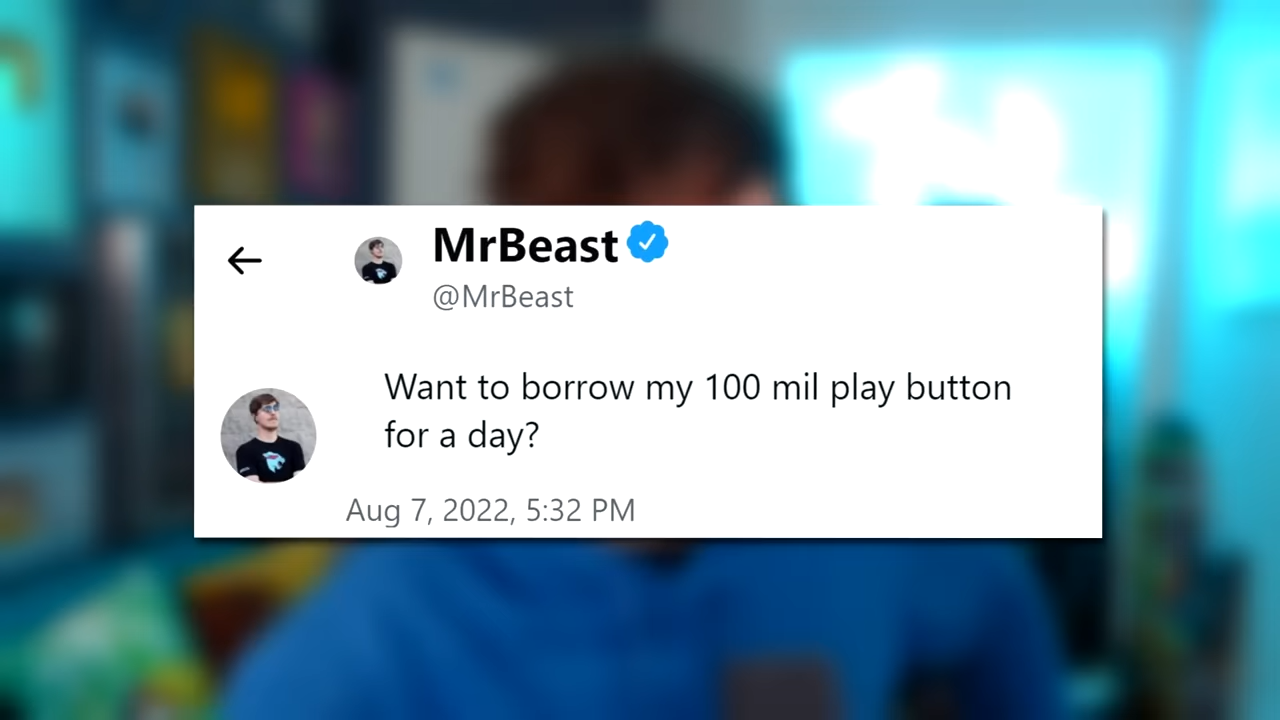 MrBeast
@MrBeast
Want to borrow my 100 mil play button
for a day?
Aug 7, 2022, 5:32 PM